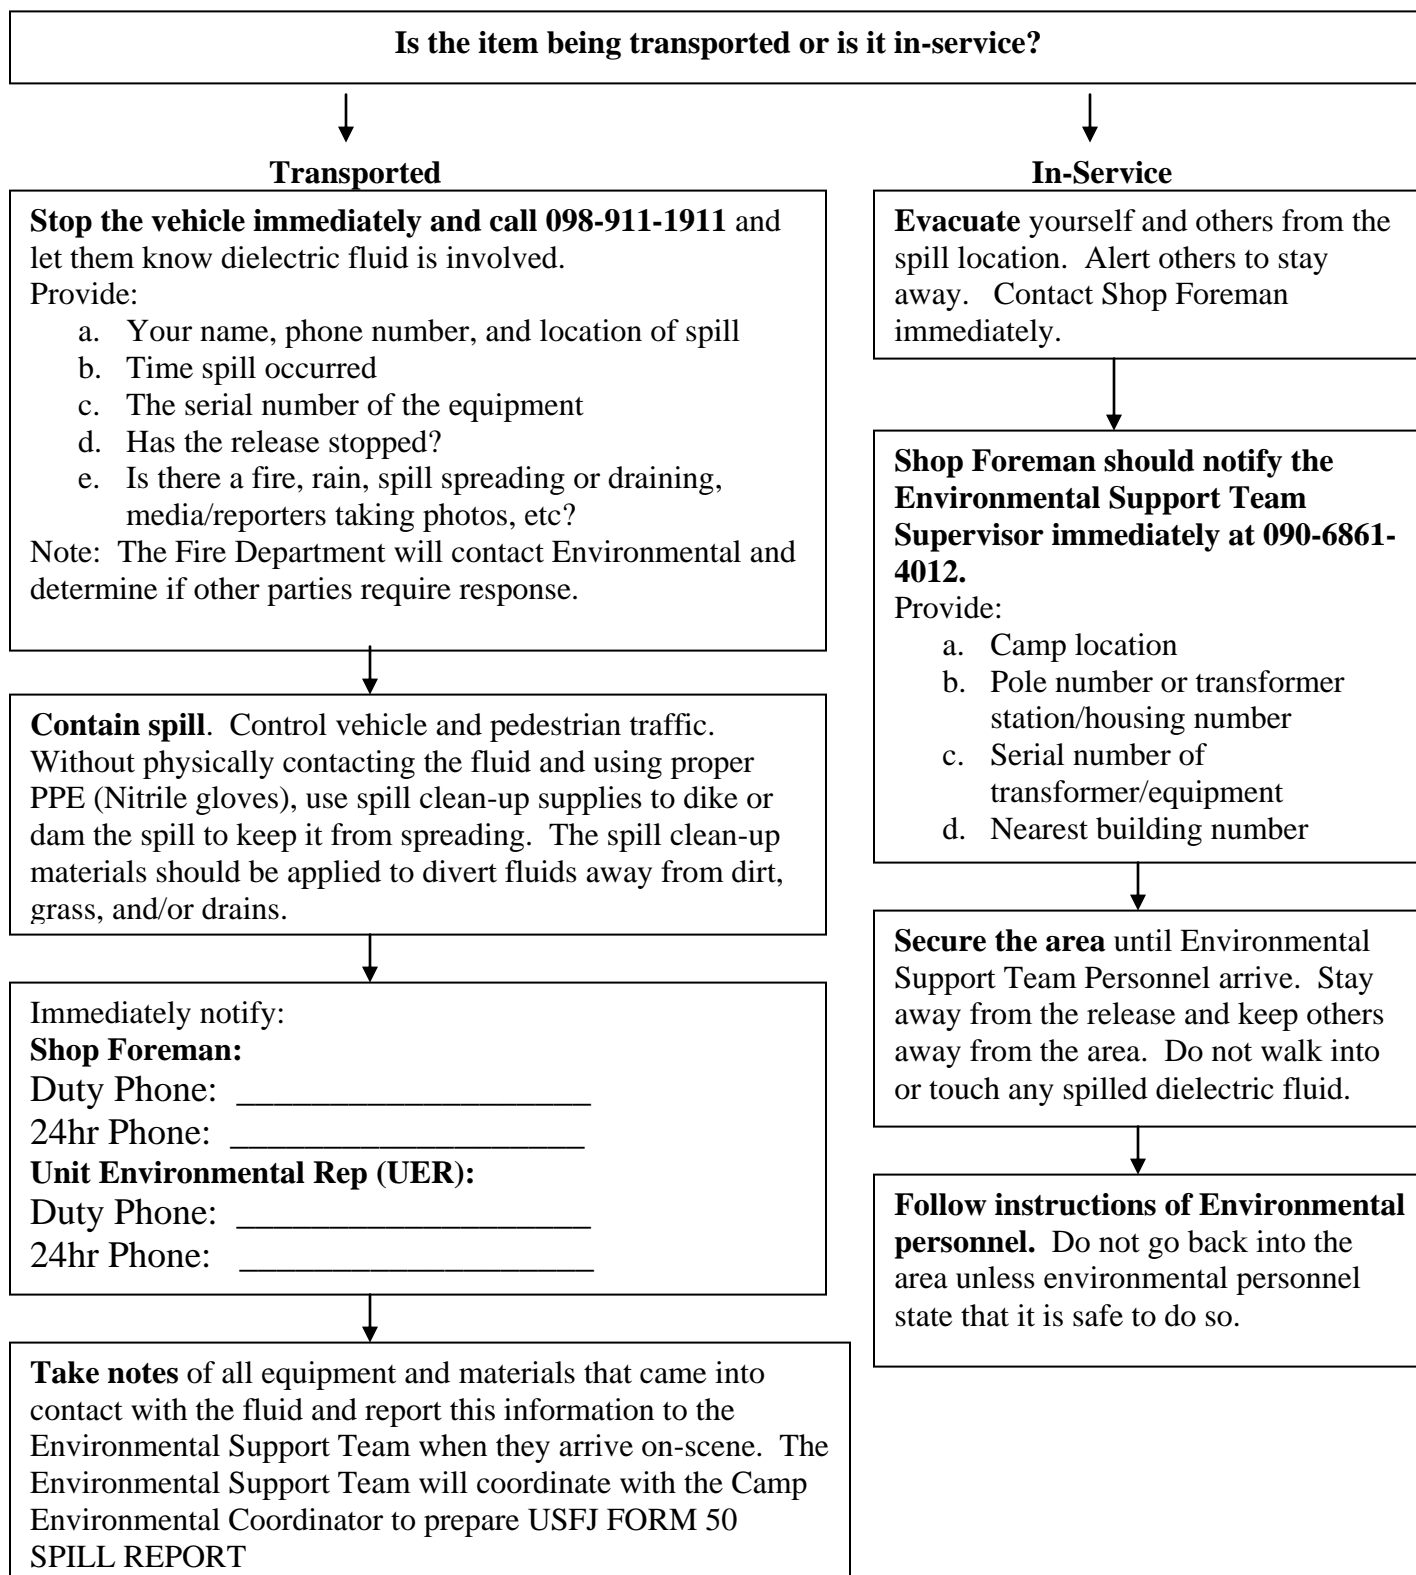 Is the item being transported or is it in-service?
Transported
Stop the vehicle immediately and call 098-911-1911 and
let them know dielectric fluid is involved.
Provide:
a. Your name, phone number, and location of spill
b. Time spill occurred
c. The serial number of the equipment
d. Has the release stopped?
e. Is there a fire, rain, spill spreading or draining,
media/reporters taking photos, etc?
Note: The Fire Department will contact Environmental and
determine if other parties require response.
Contain spill. Control vehicle and pedestrian traffic.
Without physically contacting the fluid and using proper
PPE (Nitrile gloves), use spill clean-up supplies to dike or
dam the spill to keep it from spreading. The spill clean-up
materials should be applied to divert fluids away from dirt,
grass, and/or drains.
Immediately notify:
Shop Foreman:
Duty Phone: ___________________
24hr Phone: ___________________
Unit Environmental Rep (UER):
Duty Phone: ___________________
24hr Phone: ___________________
Take notes of all equipment and materials that came into
contact with the fluid and report this information to the
Environmental Support Team when they arrive on-scene. The
Environmental Support Team will coordinate with the Camp
Environmental Coordinator to prepare USFJ FORM 50
SPILL REPORT
In-Service
Evacuate yourself and others from the
spill location. Alert others to stay
away. Contact Shop Foreman
immediately.
Shop Foreman should notify the
Environmental Support Team
Supervisor immediately at 090-6861-
4012.
Provide:
a. Camp location
b. Pole number or transformer
station/housing number
c. Serial number of
transformer/equipment
d. Nearest building number
Secure the area until Environmental
Support Team Personnel arrive. Stay
away from the release and keep others
away from the area. Do not walk into
or touch any spilled dielectric fluid.
Follow instructions of Environmental
personnel. Do not go back into the
area unless environmental personnel
state that it is safe to do so.